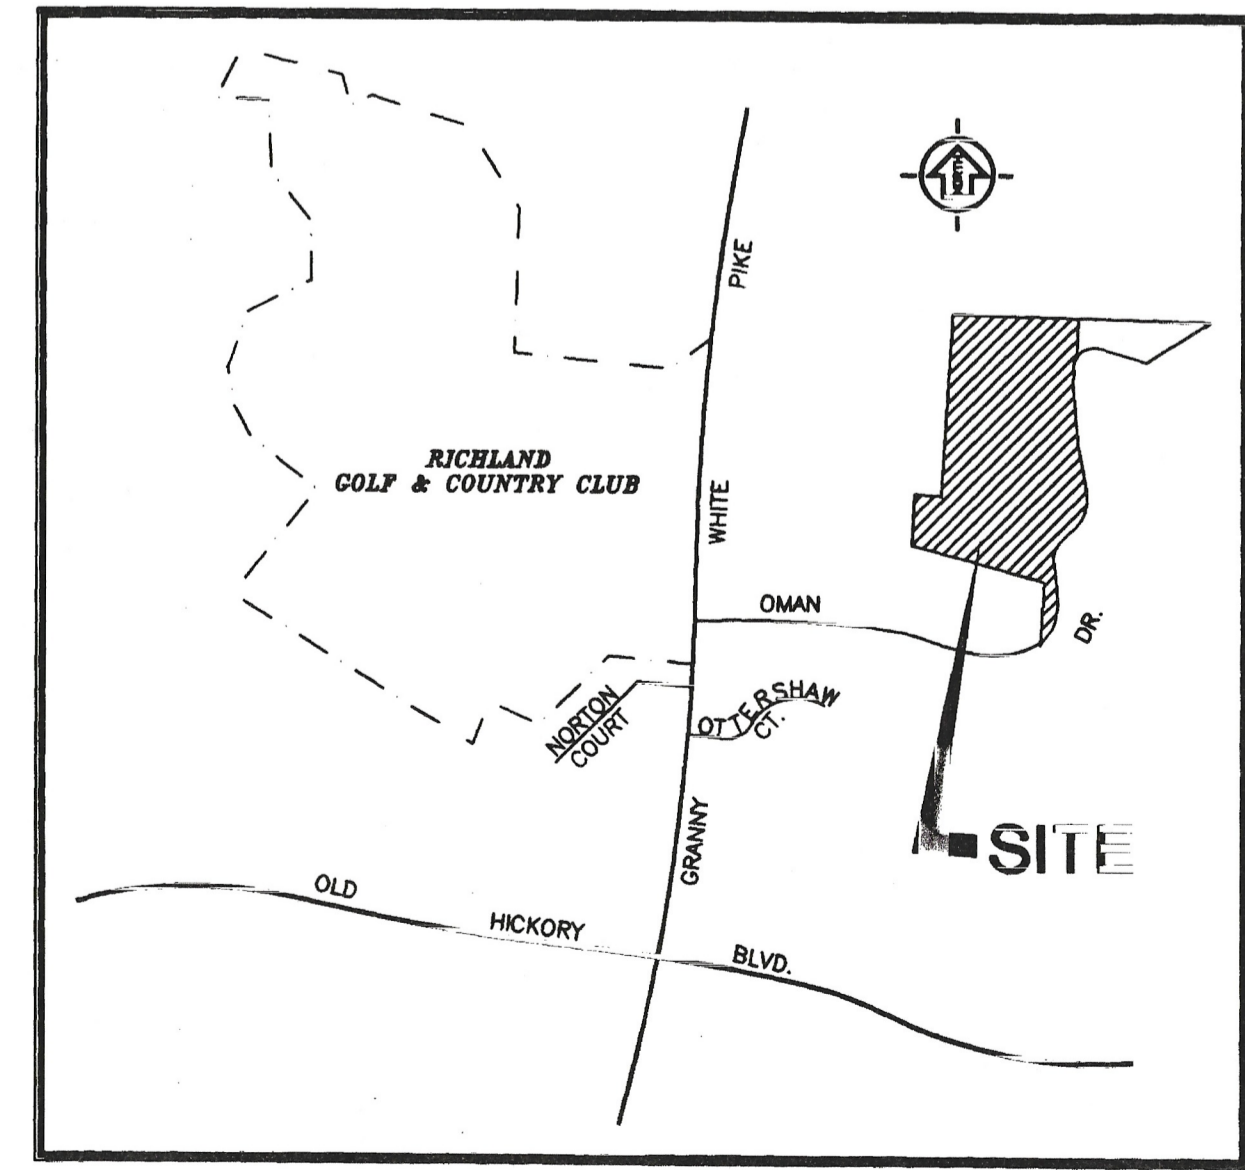 NORTH
PIKE
RICHLAND
GOLF & COUNTRY CLUB
WHITE
OMAN
DR.
NORTON
COURT
OTTERSHAW
CT.
GRANNY
SITE
OLD
HICKORY
BLVD.